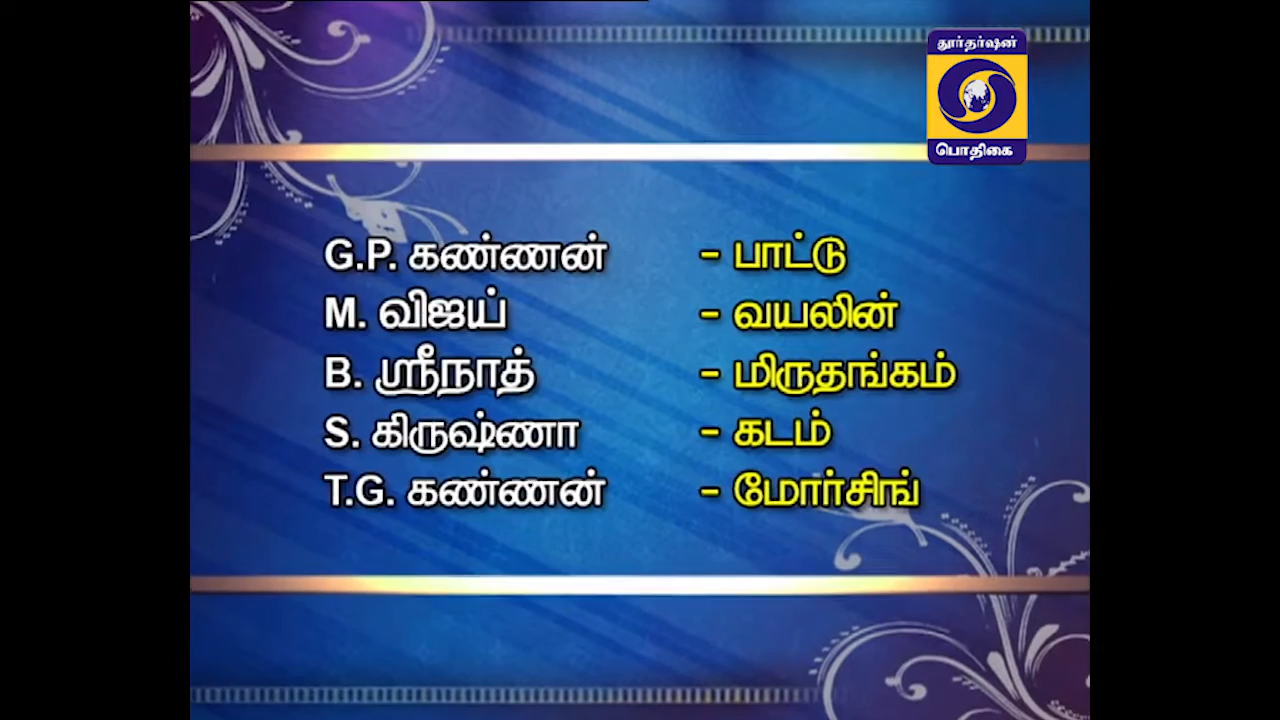 தூர்தர்ஷன்
பொதிகை
G.P. கண்ணன் - பாட்டு
M. விஜய் - வயலின்
B. ஸ்ரீநாத் - மிருதங்கம்
S. கிருஷ்ணா - கடம்
T.G. கண்ணன் - மோர்சிங்